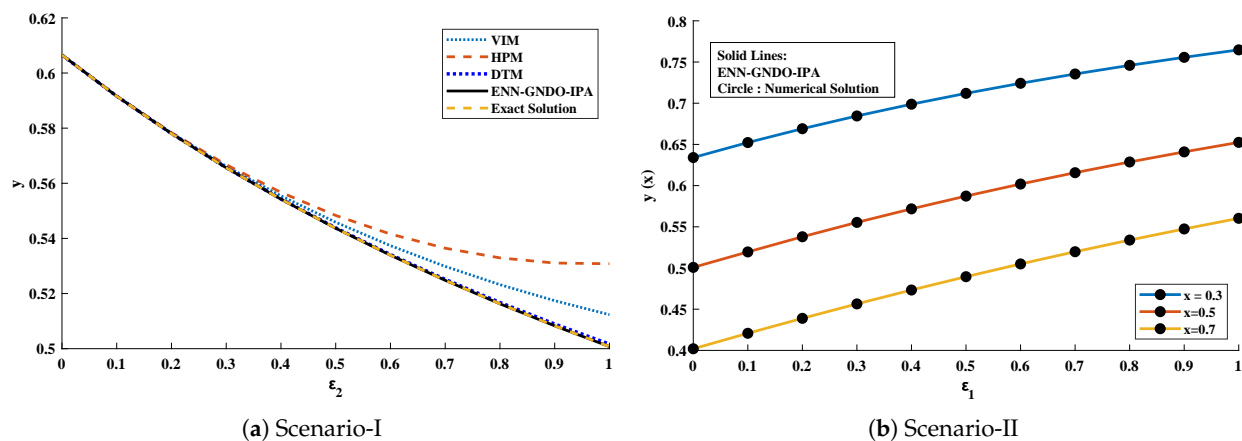 0.62
0.6
0.58
0.56
0.54
0.52
0.5
y
0 0.1 0.2 0.3 0.4 0.5 0.6 0.7 0.8 0.9 1
ε2
VIM
HPM
DTM
ENN-GNDO-IPA
Exact Solution
(a) Scenario-I
0.8
0.75
0.7
0.65
0.6
0.55
0.5
0.45
0.4
y (x)
0 0.1 0.2 0.3 0.4 0.5 0.6 0.7 0.8 0.9 1
ε1
Solid Lines:
ENN-GNDO-IPA
Circle : Numerical Solution
x = 0.3
x=0.5
x=0.7
(b) Scenario-II